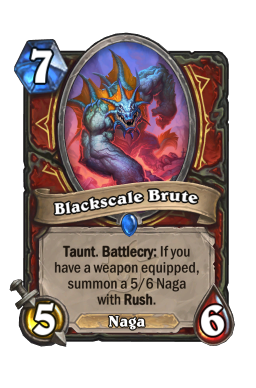 7
Blackscale Brute
Taunt. Battlecry: If you
have a weapon equipped,
summon a 5/6 Naga
with Rush.
5
Naga
6